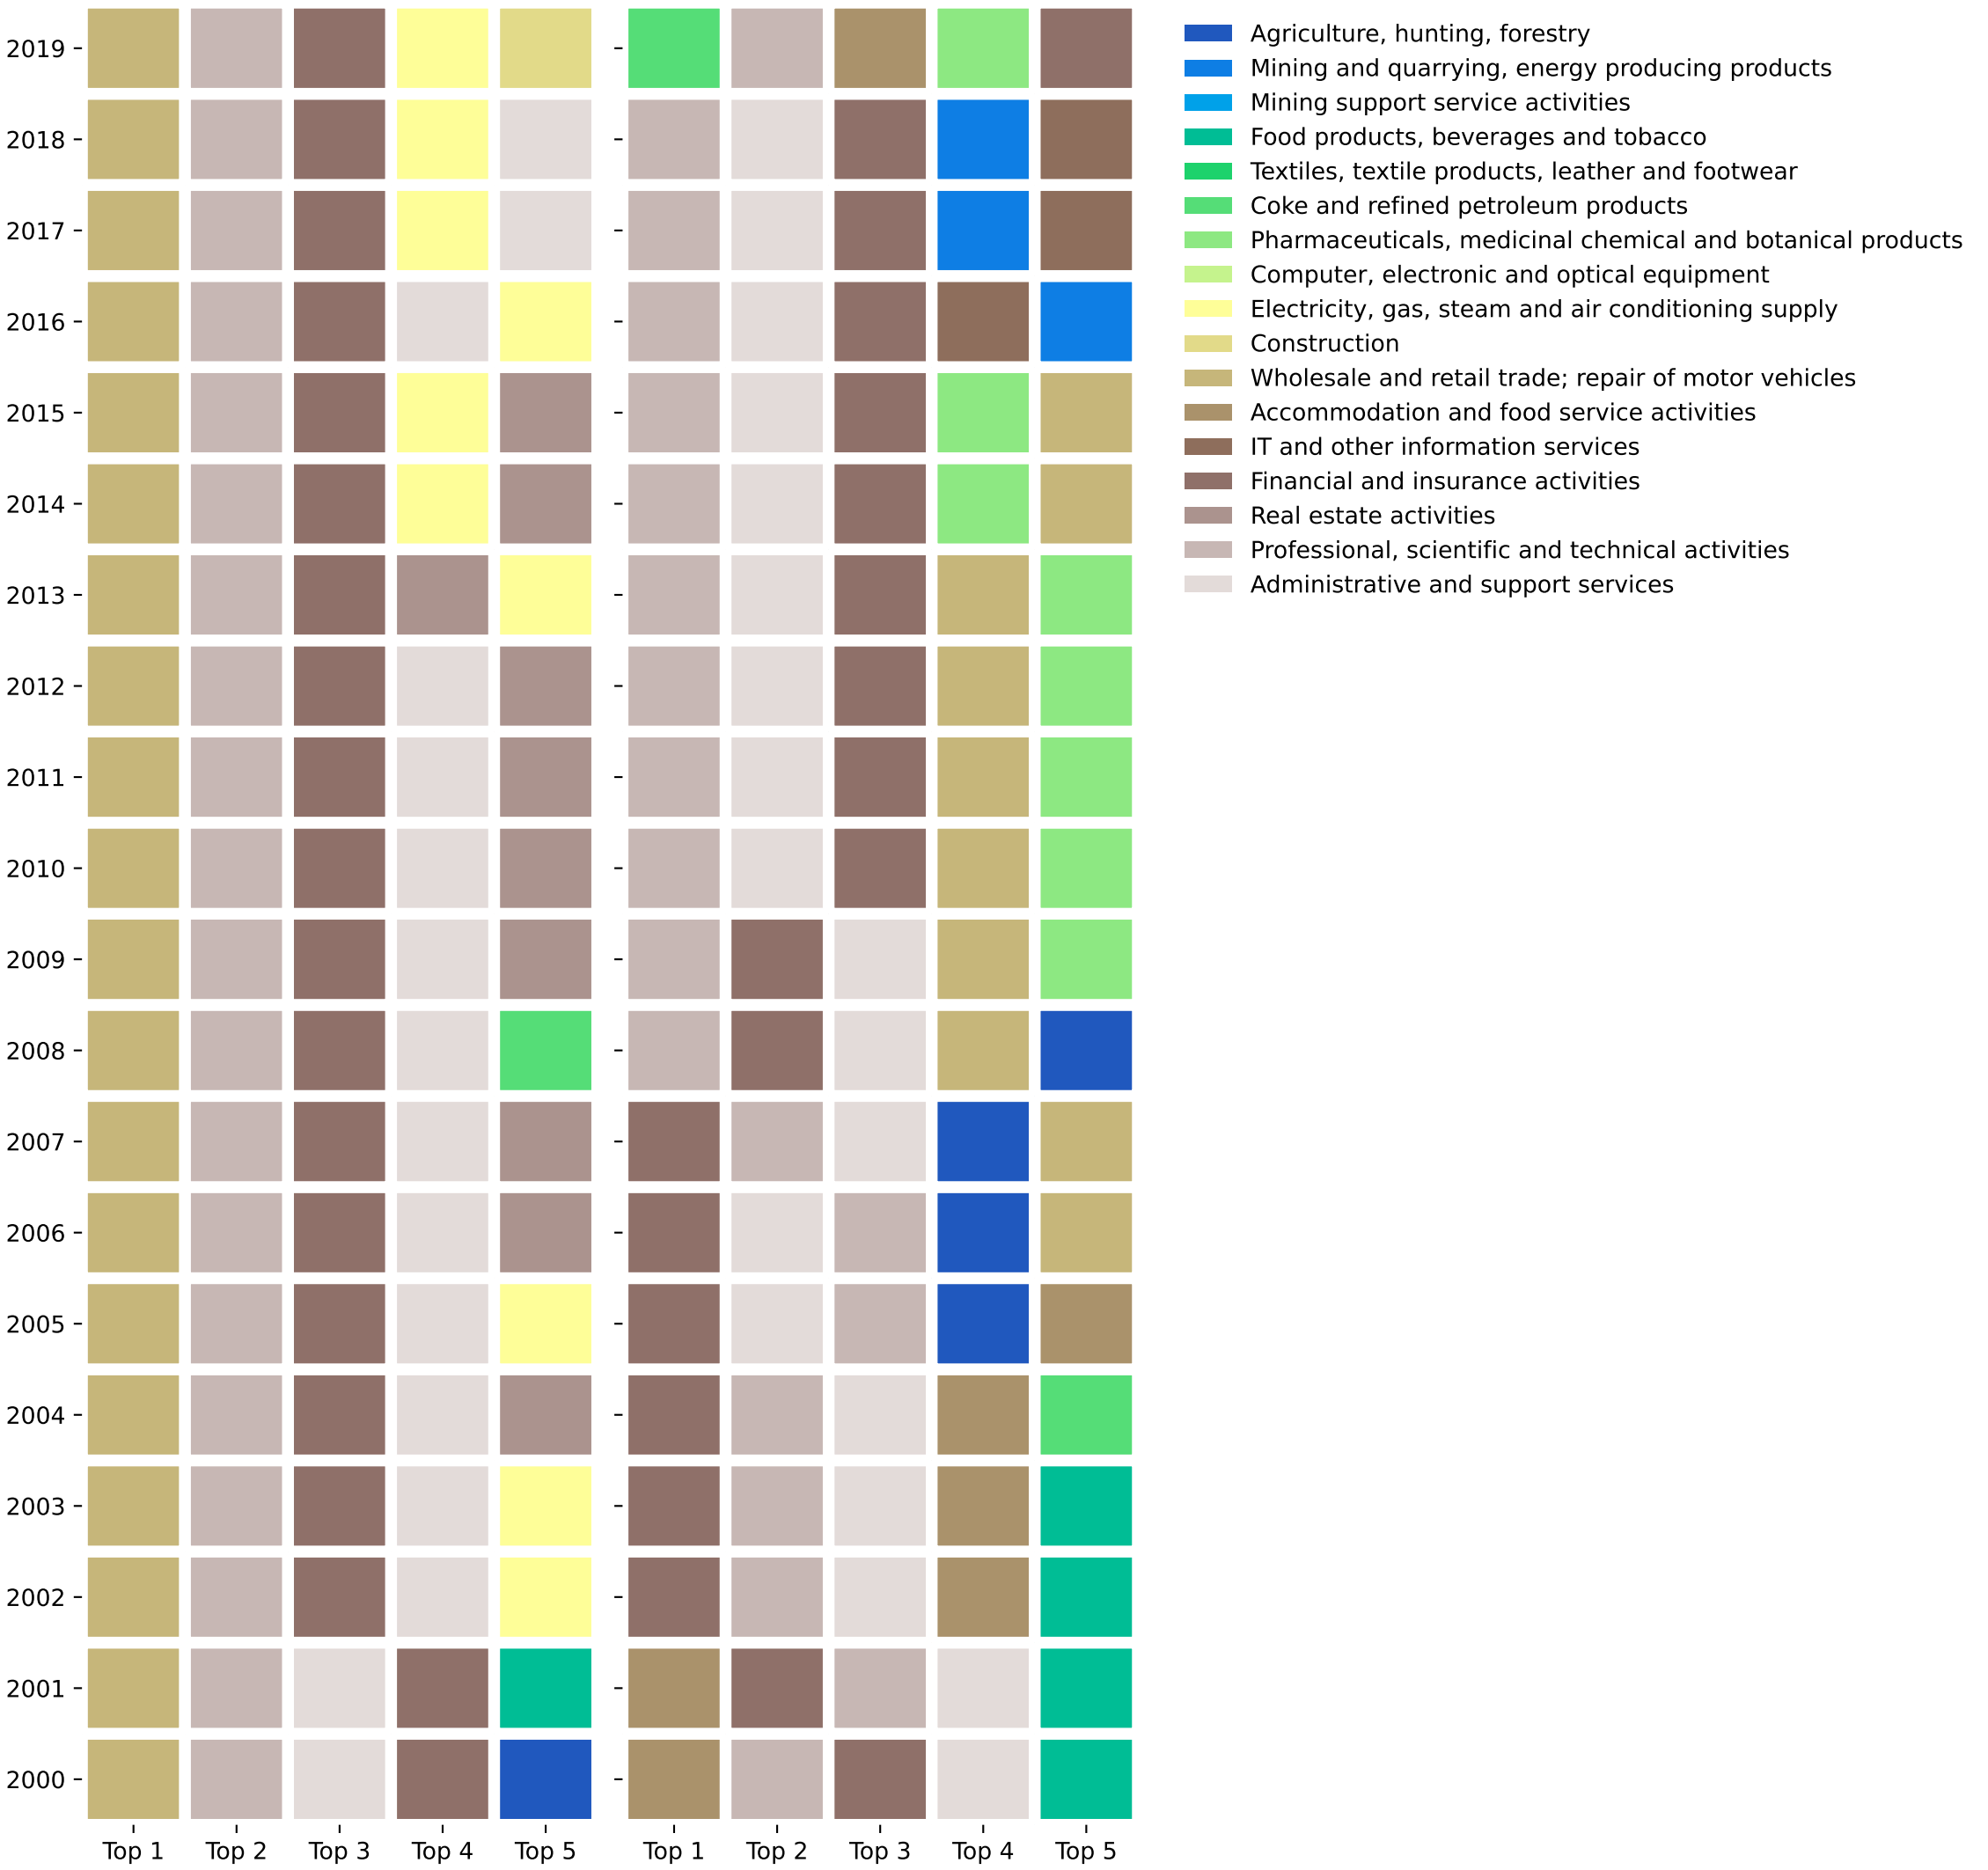 2019
2018
2017
2016
2015
2014
2013
2012
2011
2010
2009
2008
2007
2006
2005
2004
2003
2002
2001
2000
Top 1 Top 2 Top 3 Top 4 Top 5 Top 1 Top 2 Top 3 Top 4 Top 5
Agriculture, hunting, forestry
Mining and quarrying, energy producing products
Mining support service activities
Food products, beverages and tobacco
Textiles, textile products, leather and footwear
Coke and refined petroleum products
Pharmaceuticals, medicinal chemical and botanical products
Computer, electronic and optical equipment
Electricity, gas, steam and air conditioning supply
Construction
Wholesale and retail trade; repair of motor vehicles
Accommodation and food service activities
IT and other information services
Financial and insurance activities
Real estate activities
Professional, scientific and technical activities
Administrative and support services